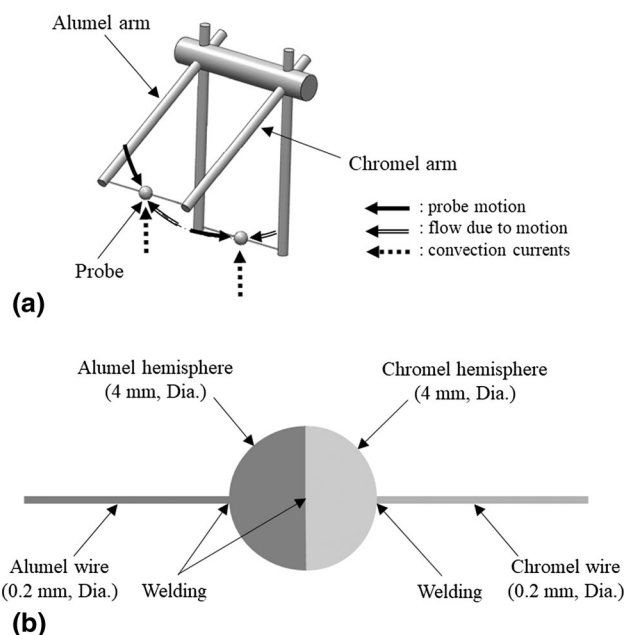 Alumel arm
Chromel arm
: probe motion
: flow due to motion
: convection currents
Probe
(a)
Alumel hemisphere
(4 mm, Dia.)
Chromel hemisphere
(4 mm, Dia.)
Alumel wire
(0.2 mm, Dia.)
Welding
Welding
Chromel wire
(0.2 mm, Dia.)
(b)